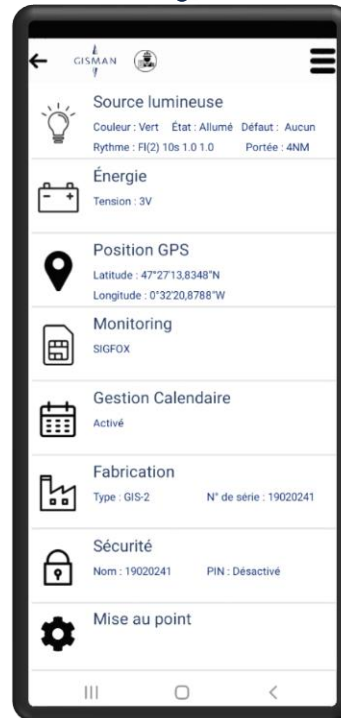 GISMAN
Source lumineuse
Couleur : Vert État : Allumé Défaut : Aucun
Rythme : Fl(2) 10s 1.0 1.0 Portée : 4NM
Énergie
Tension : 3V
Position GPS
Latitude : 47°27'13,8348"N
Longitude : 0°32'20,8788"W
Monitoring
SIGFOX
Gestion Calendaire
Activé
Fabrication
Type : GIS-2 N° de série : 19020241
Sécurité
Nom : 19020241 PIN : Désactivé
Mise au point